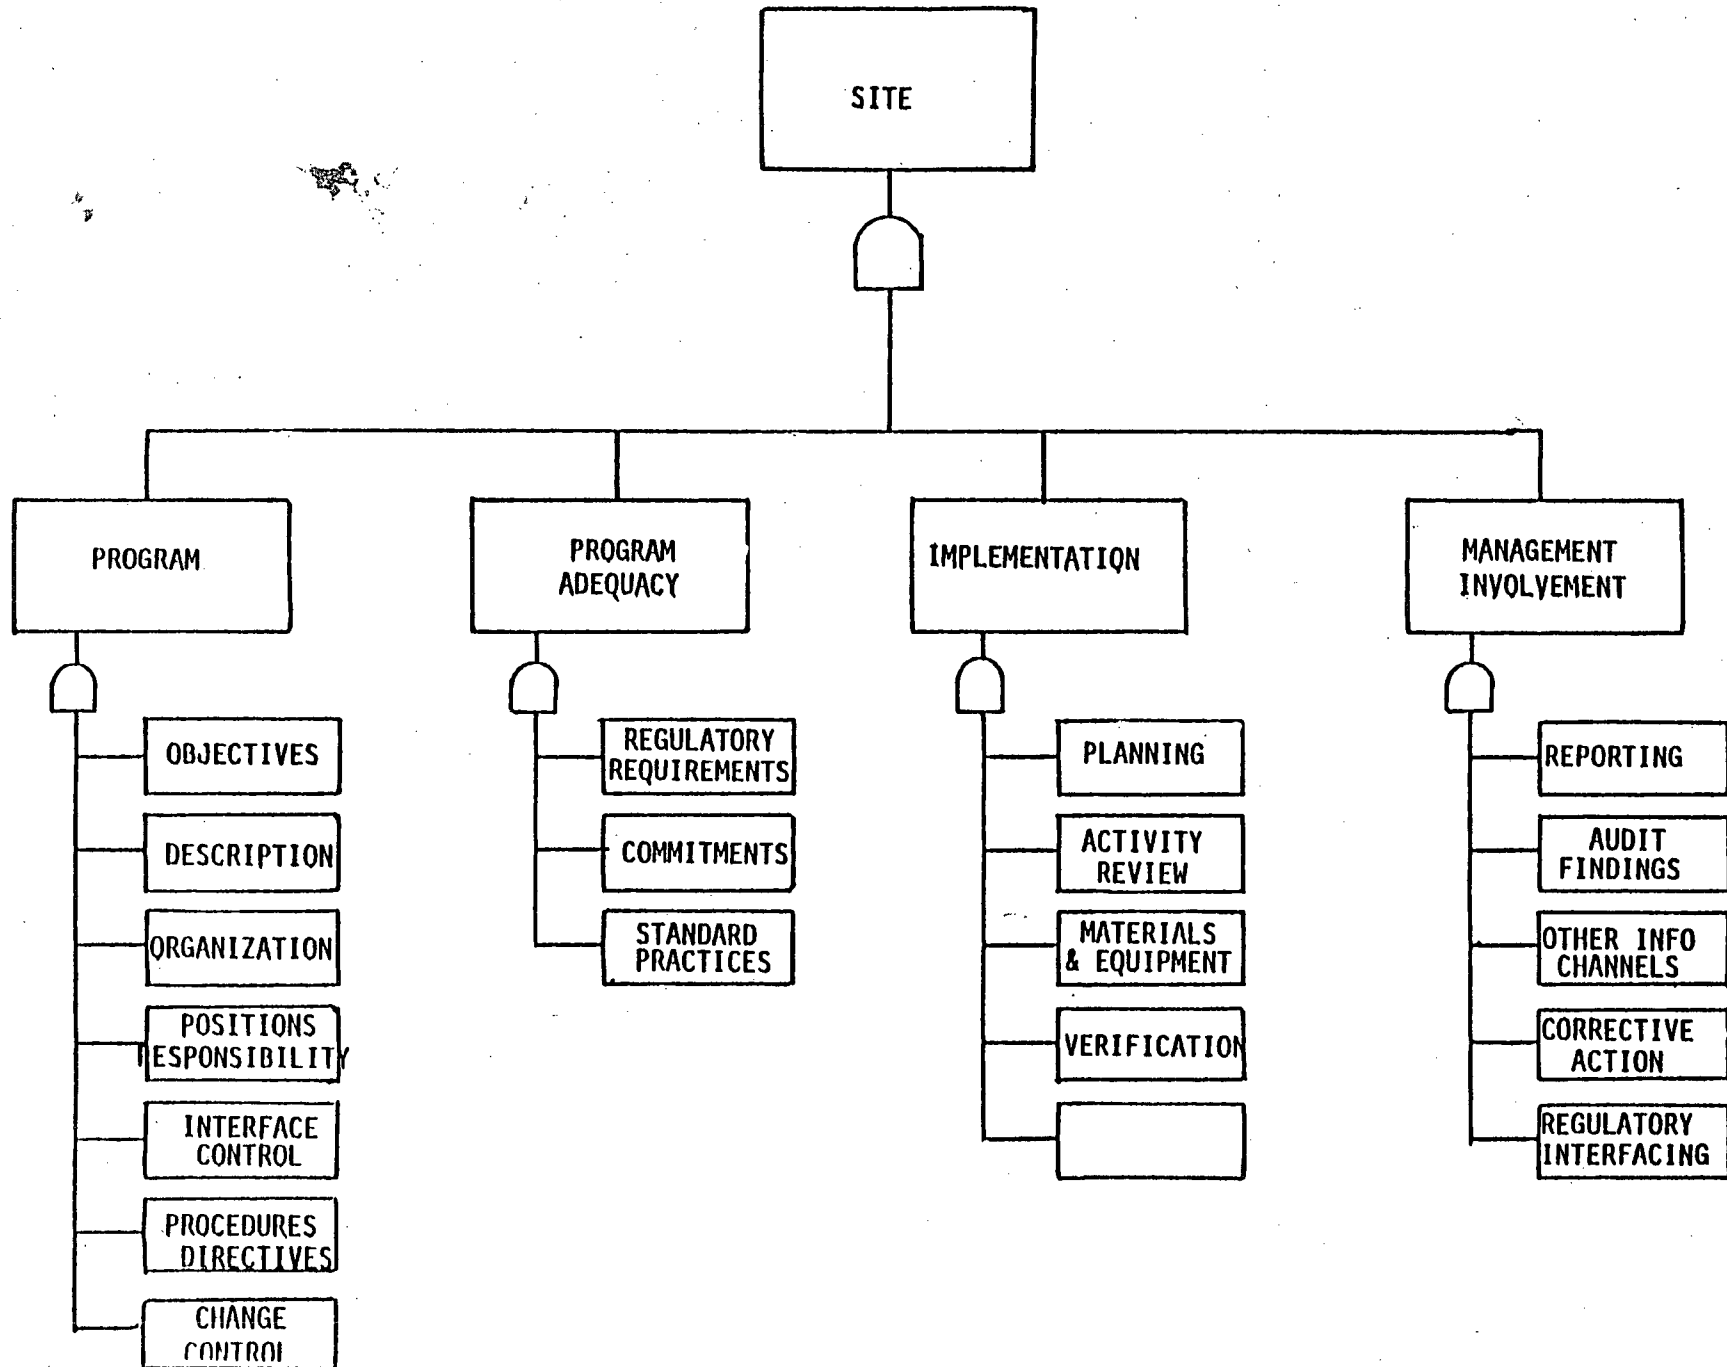 SITE
PROGRAM
PROGRAM
ADEQUACY
IMPLEMENTATION
MANAGEMENT
INVOLVEMENT
OBJECTIVES
DESCRIPTION
ORGANIZATION
POSITIONS
RESPONSIBILITY
INTERFACE
CONTROL
PROCEDURES
DIRECTIVES
CHANGE
CONTROL
REGULATORY
REQUIREMENTS
COMMITMENTS
STANDARD
PRACTICES
PLANNING
ACTIVITY
REVIEW
MATERIALS
& EQUIPMENT
VERIFICATION
REPORTING
AUDIT
FINDINGS
OTHER INFO
CHANNELS
CORRECTIVE
ACTION
REGULATORY
INTERFACING